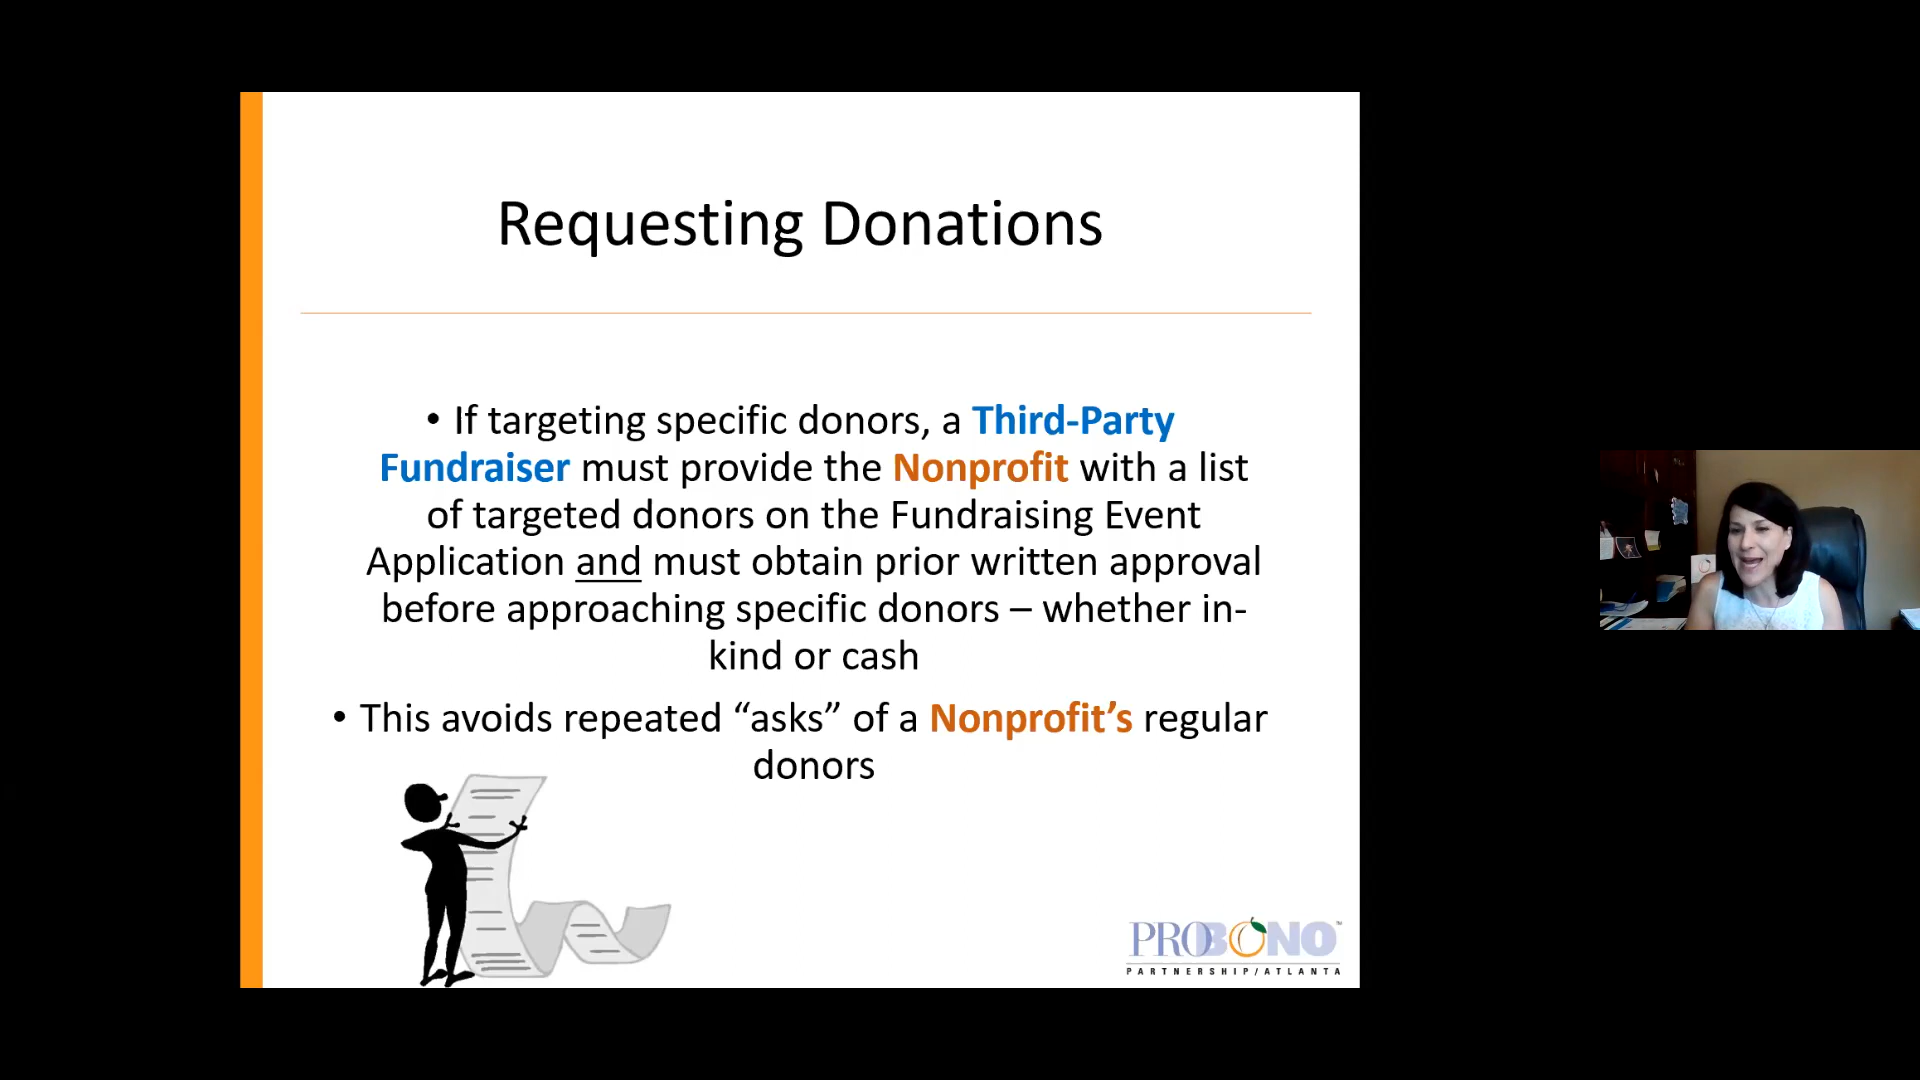 Requesting Donations
• If targeting specific donors, a Third-Party
Fundraiser must provide the Nonprofit with a list
of targeted donors on the Fundraising Event
Application and must obtain prior written approval
before approaching specific donors – whether in-
kind or cash
• This avoids repeated “asks” of a Nonprofit’s regular
donors
PROBONO™
PARTNERSHIP/ATLANTA